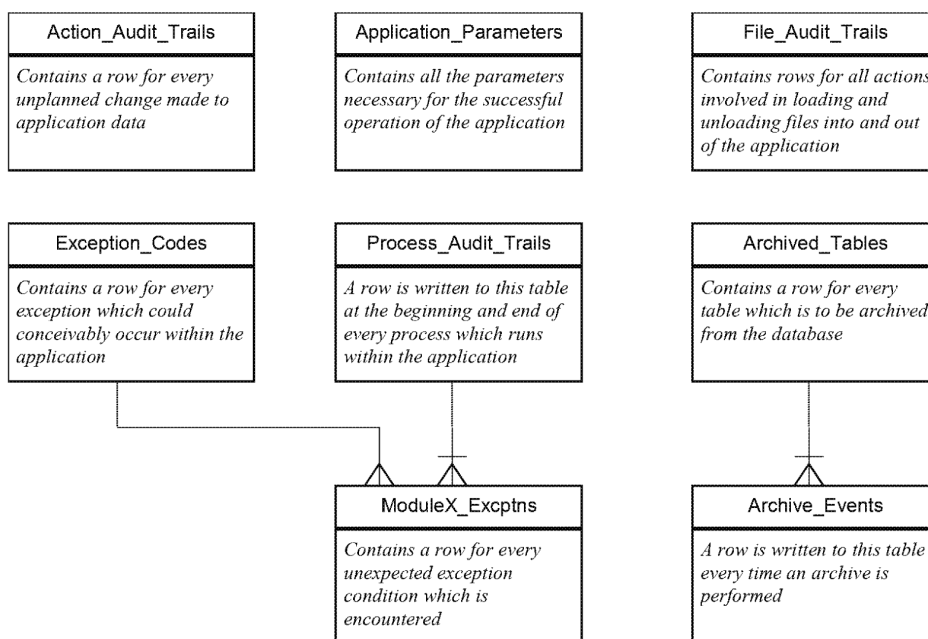 Action_Audit_Trails
Contains a row for every
unplanned change made to
application data
Application_Parameters
Contains all the parameters
necessary for the successful
operation of the application
File_Audit_Trails
Contains rows for all actions
involved in loading and
unloading files into and out
of the application
Exception_Codes
Contains a row for every
exception which could
conceivably occur within the
application
Process_Audit_Trails
A row is written to this table
at the beginning and end of
every process which runs
within the application
Archived_Tables
Contains a row for every
table which is to be archived
from the database
ModuleX_Excptns
Contains a row for every
unexpected exception
condition which is
encountered
Archive_Events
A row is written to this table
every time an archive is
performed